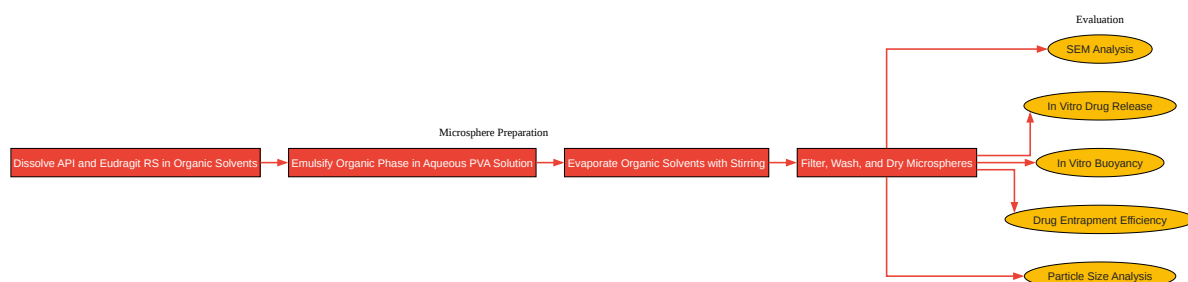 Evaluation
SEM Analysis
In Vitro Drug Release
Microsphere Preparation
Dissolve API and Eudragit RS in Organic Solvents
Emulsify Organic Phase in Aqueous PVA Solution
Evaporate Organic Solvents with Stirring
Filter, Wash, and Dry Microspheres
In Vitro Buoyancy
Drug Entrapment Efficiency
Particle Size Analysis